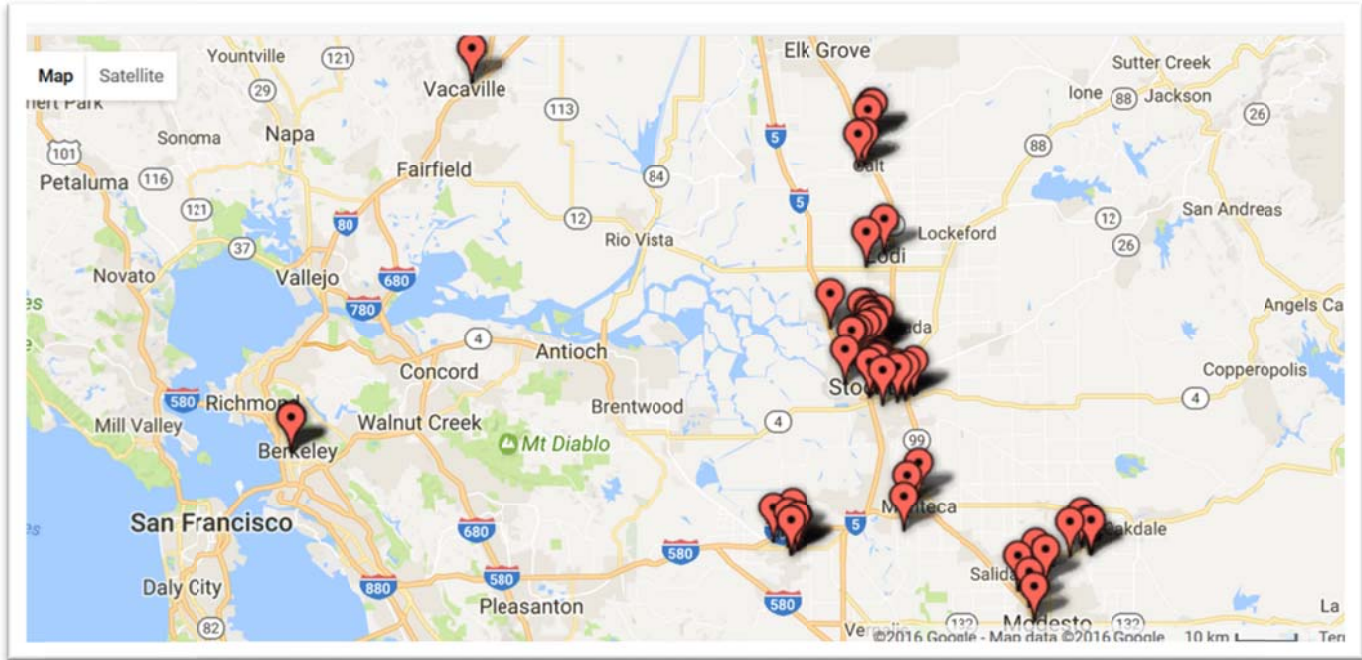 Map Satellite
Yountville
121
Elk Grove
Sutter Creek
Vacaville
29
113
Ione
88
Jackson
26
Sonoma
Napa
5
88
101
Petaluma
116
Fairfield
84
121
80
5
12
San Andreas
12
37
Rio Vista
Lockeford
26
Lodi
Novato
Vallejo
680
780
Angels Ca
4
Antioch
Concord
Copperopolis
580
Richmond
Brentwood
4
Mill Valley
Walnut Creek
4
Mt Diablo
99
Berkeley
San Francisco
680
5
580
Daly City
880
580
Salida
Pleasanton
580
La
82
132
Modesto
132
©2016 Google - Map data ©2016 Google
10 km